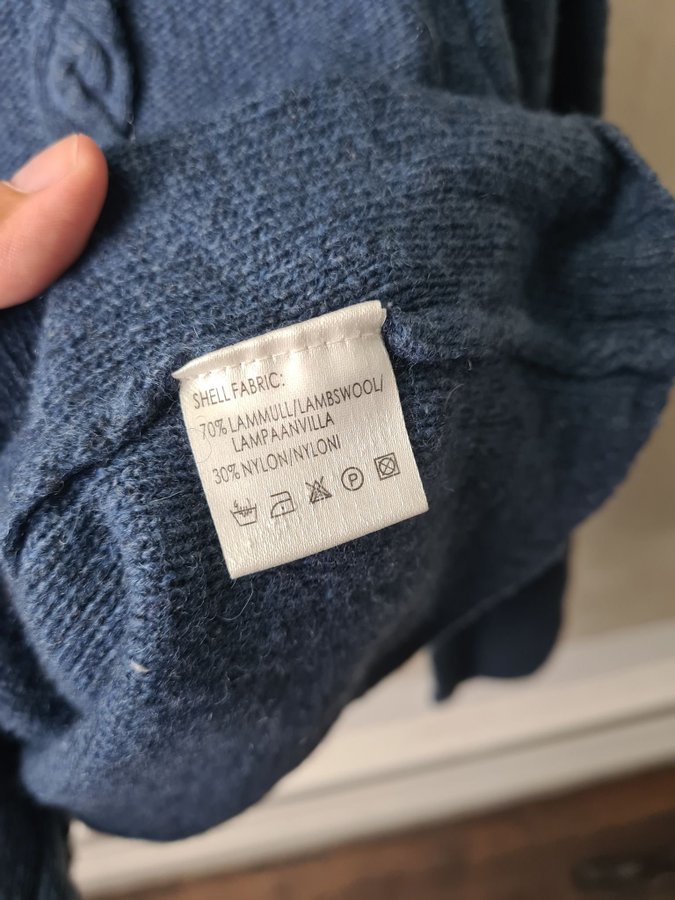 SHELL FABRIC:
70% LAMMULL/LAMBSWOOL/
LAMPAANVILLA
30% NYLON/NYLONI
P